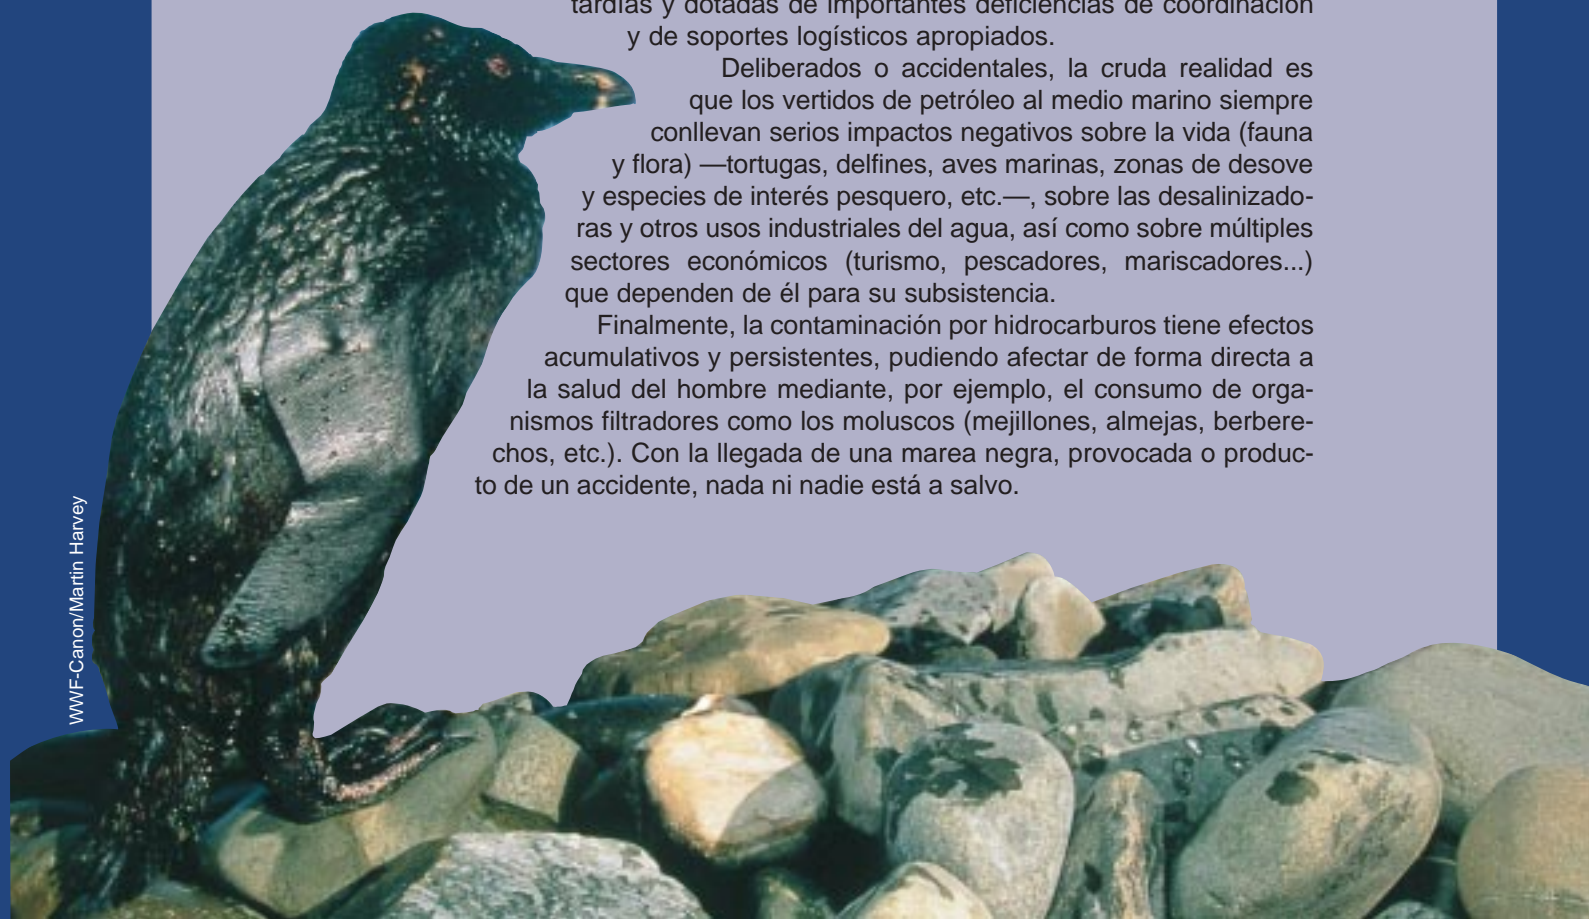 tardías y dotadas de importantes deficiencias de coordinación
y de soportes logísticos apropiados.
Deliberados o accidentales, la cruda realidad es
que los vertidos de petróleo al medio marino siempre
conllevan serios impactos negativos sobre la vida (fauna
y flora) —tortugas, delfines, aves marinas, zonas de desove
y especies de interés pesquero, etc.—, sobre las desalinizado-
ras y otros usos industriales del agua, así como sobre múltiples
sectores económicos (turismo, pescadores, mariscadores...)
que dependen de él para su subsistencia.
Finalmente, la contaminación por hidrocarburos tiene efectos
acumulativos y persistentes, pudiendo afectar de forma directa a
la salud del hombre mediante, por ejemplo, el consumo de orga-
nismos filtradores como los moluscos (mejillones, almejas, berbere-
chos, etc.). Con la llegada de una marea negra, provocada o produc-
to de un accidente, nada ni nadie está a salvo.
WWF-Canon/Martin Harvey